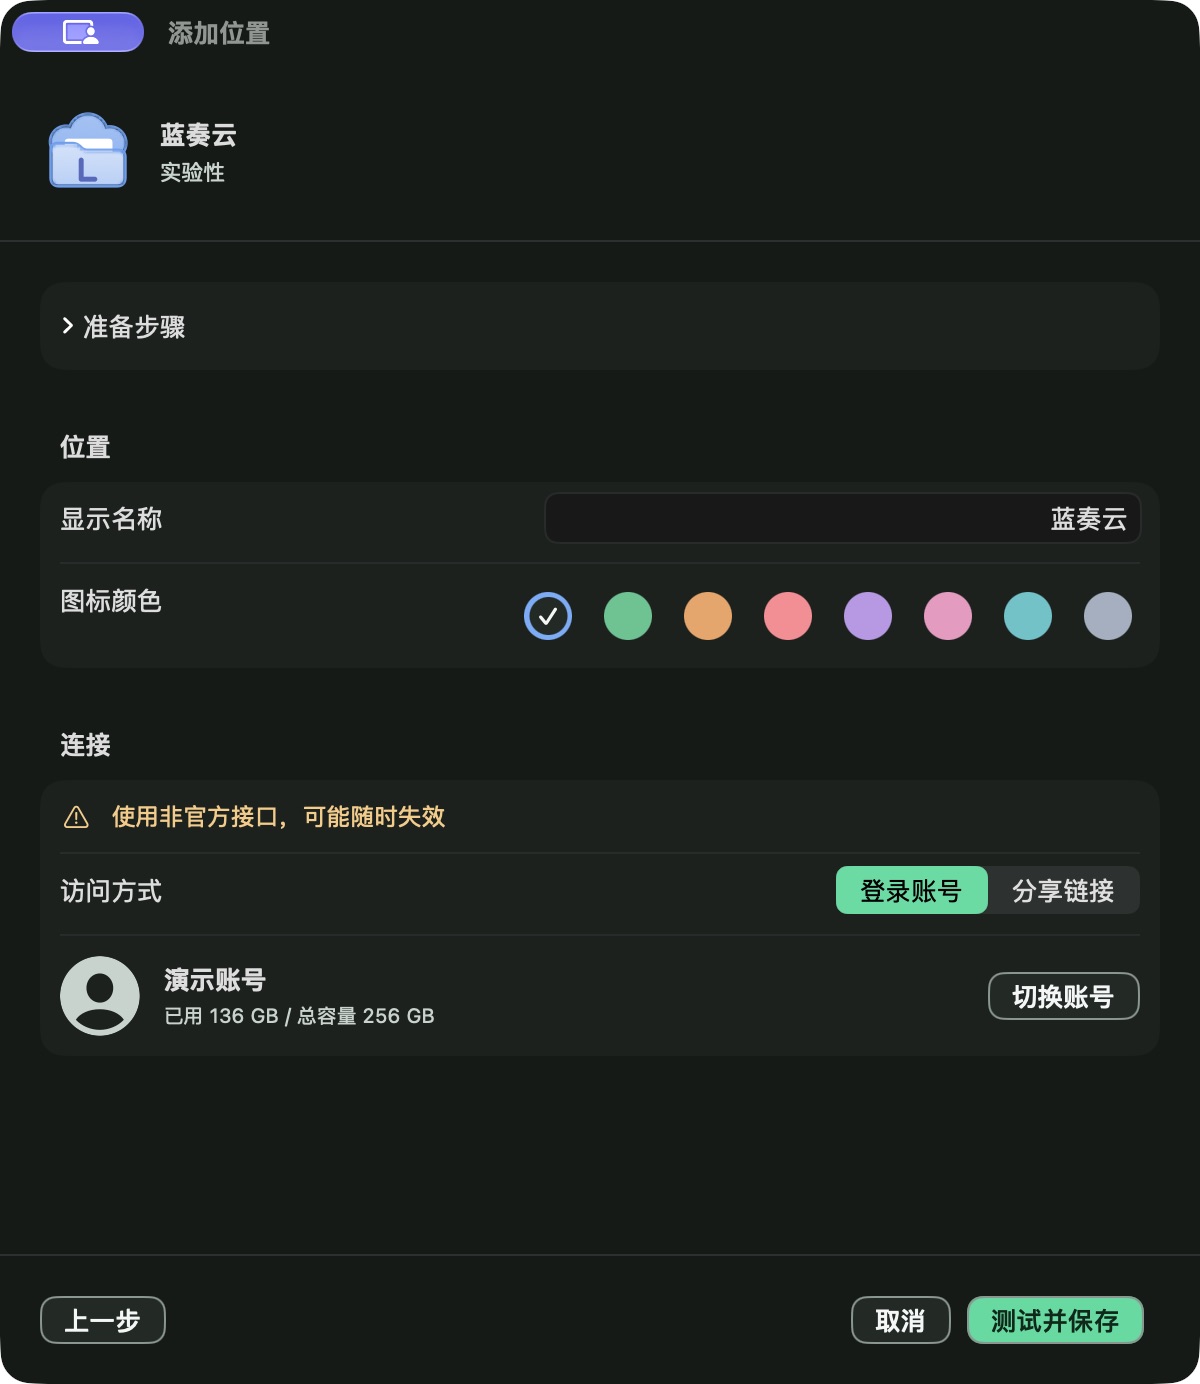 添加位置
蓝奏云
实验性
准备步骤
位置
显示名称 蓝奏云
图标颜色
连接
使用非官方接口，可能随时失效
访问方式 登录账号 分享链接
演示账号
已用 136 GB / 总容量 256 GB
切换账号
上一步 取消 测试并保存